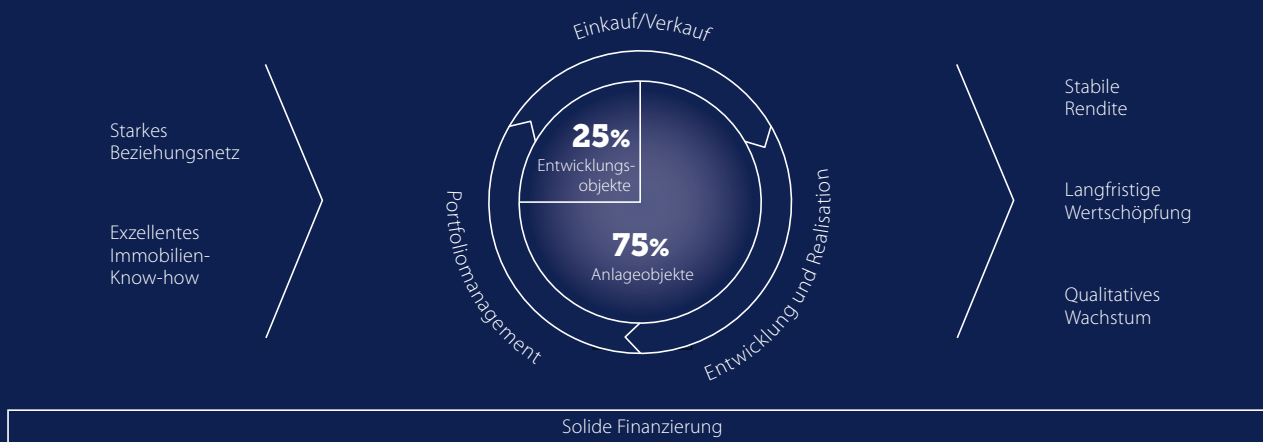 Starkes
Beziehungsnetz
Exzellentes
Immobilien-
Know-how
Einkauf/Verkauf
25%
Entwicklungs-
objekte
75%
Anlageobjekte
Portfoliomanagement
Entwicklung und Realisation
Stabile
Rendite
Langfristige
Wertschöpfung
Qualitatives
Wachstum
Solide Finanzierung